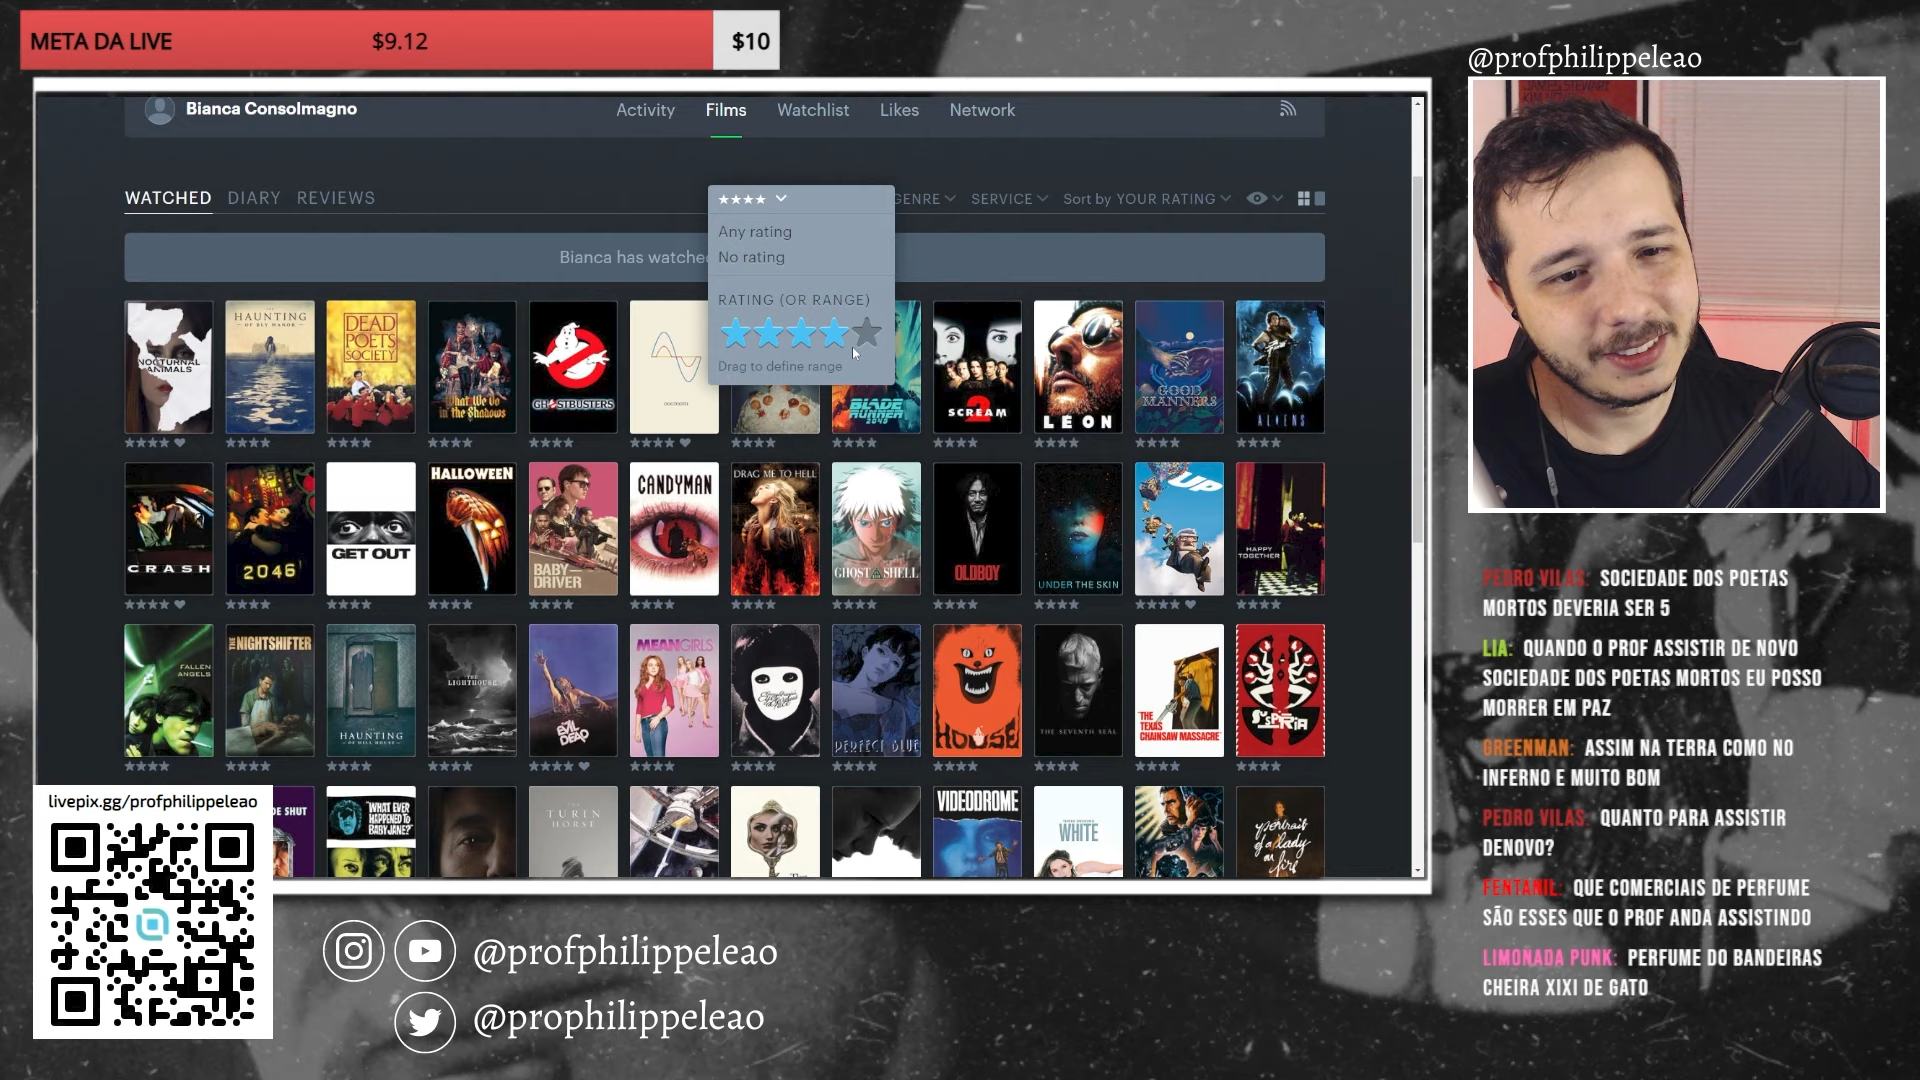 META DA LIVE $9.12 $10
@profphilippeleao
Bianca Consolmagno
Activity Films Watchlist Likes Network
WATCHED DIARY REVIEWS
★★★★
GENRE SERVICE Sort by YOUR RATING
Any rating
No rating
Bianca has watched
RATING (OR RANGE)
Drag to define range
NOCTURNAL
ANIMALS
HAUNTING
OF BLY MANOR
DEAD
POETS
SOCIETY
What We Do
in the Shadows
GHOSTBUSTERS
DOGTOOTH
BLADE
RUNNER
2049
SCREAM
2
LEON
GOOD
MANNERS
ALIENS
CRASH
2046
GET OUT
HALLOWEEN
BABY
DRIVER
CANDYMAN
DRAG ME TO HELL
GHOST IN THE SHELL
OLDBOY
UNDER THE SKIN
UP
HAPPY
TOGETHER
FALLEN
ANGELS
THE
NIGHTSHIFTER
THE
HAUNTING
OF HILL HOUSE
THE
LIGHTHOUSE
EVIL
DEAD
MEAN GIRLS
PERFECT BLUE
HOUSE
THE SEVENTH SEAL
THE
TEXAS
CHAINSAW MASSACRE
SUSPIRIA
DE SHUT
WHAT EVER
HAPPENED
TO
BABY JANE?
THE
TURIN
HORSE
The
VIDEODROME
WHITE
portrait
of a lady
on fire
livepix.gg/profphilippeleao
@profphilippeleao
@prophilippeleao
PEDRO VILAS: SOCIEDADE DOS POETAS
MORTOS DEVERIA SER 5
LIA: QUANDO O PROF ASSISTIR DE NOVO
SOCIEDADE DOS POETAS MORTOS EU POSSO
MORRER EM PAZ
GREENMAN: ASSIM NA TERRA COMO NO
INFERNO E MUITO BOM
PEDRO VILAS: QUANTO PARA ASSISTIR
DENOVO?
FENTANIL: QUE COMERCIAIS DE PERFUME
SÃO ESSES QUE O PROF ANDA ASSISTINDO
LIMONADA PUNK: PERFUME DO BANDEIRAS
CHEIRA XIXI DE GATO